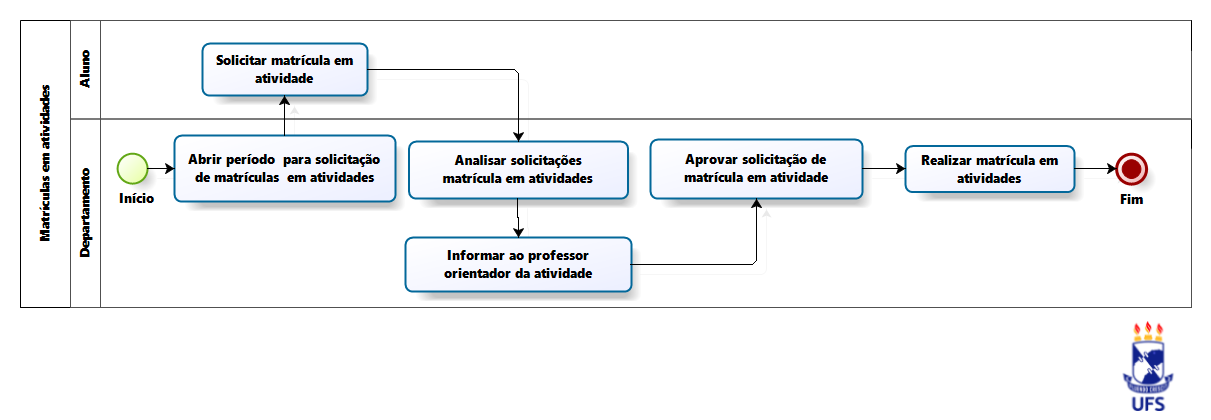 Matrículas em atividades
Aluno
Solicitar matrícula em
atividade
Departamento
Início
Abrir período para solicitação
de matrículas em atividades
Analisar solicitações
matrícula em atividades
Informar ao professor
orientador da atividade
Aprovar solicitação de
matrícula em atividade
Realizar matrícula em
atividades
Fim
UFS